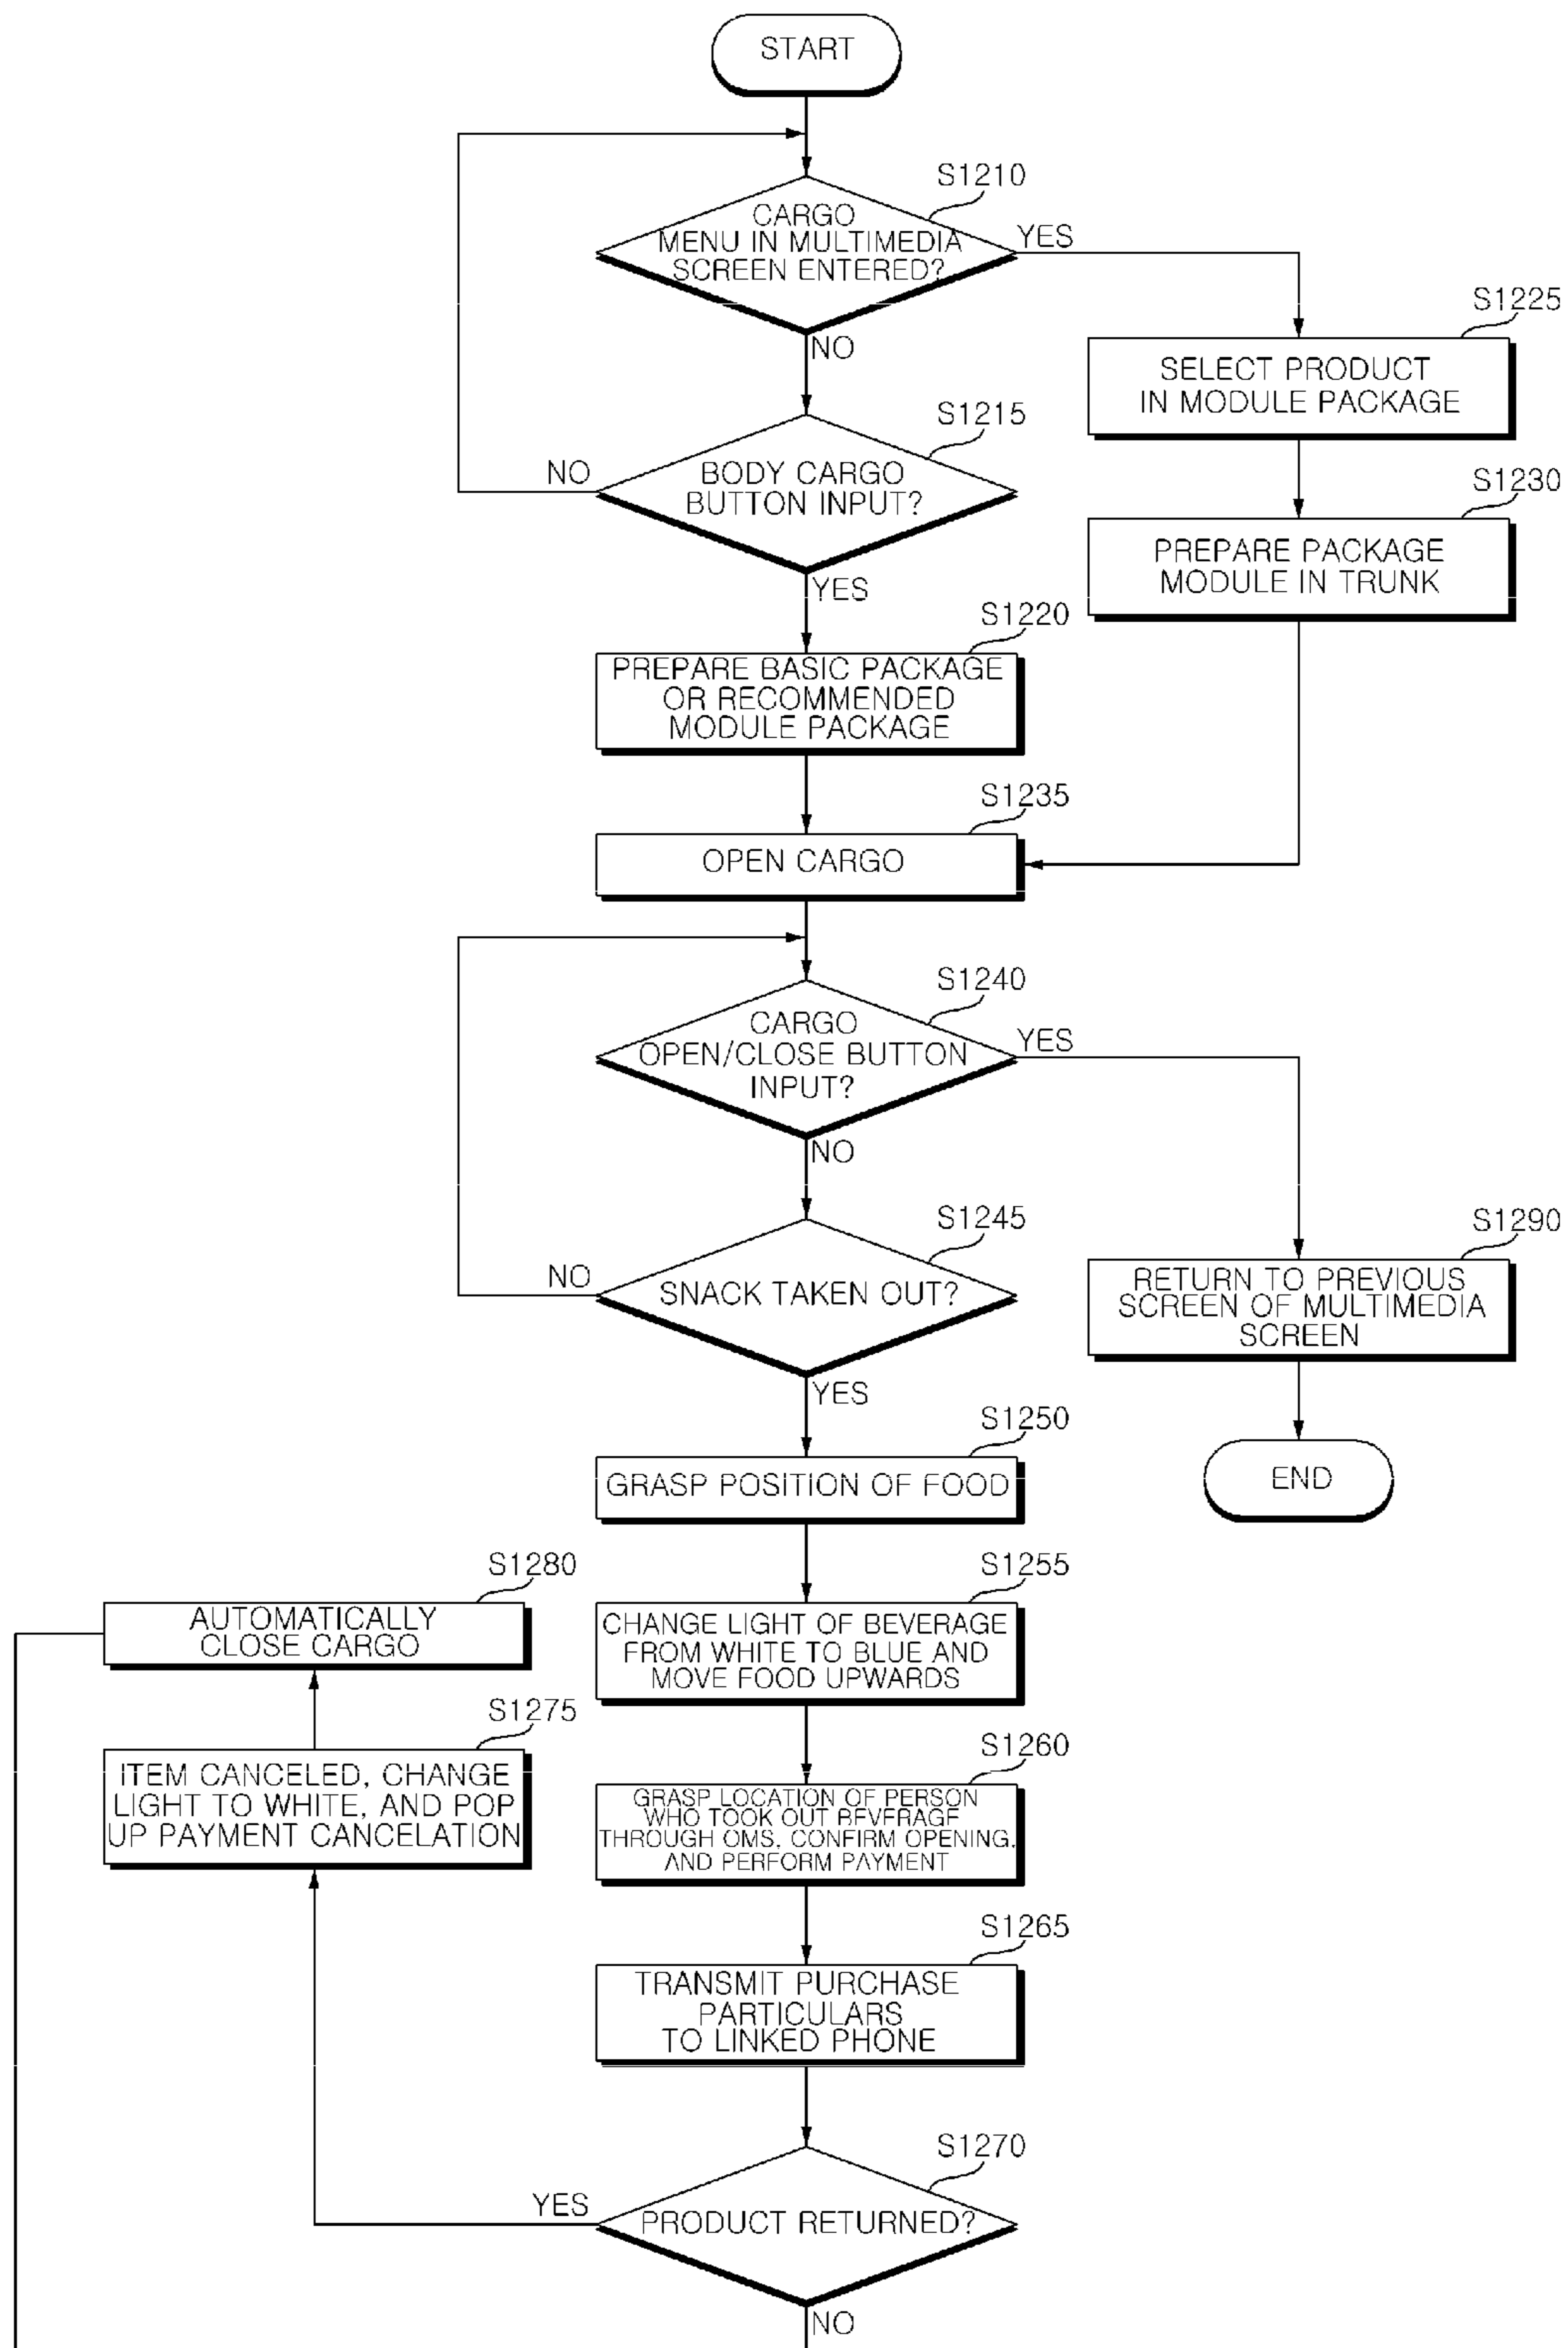 START
S1210
CARGO
MENU IN MULTIMEDIA
SCREEN ENTERED?
YES
NO
S1225
SELECT PRODUCT
IN MODULE PACKAGE
S1215
BODY CARGO
BUTTON INPUT?
NO
YES
S1230
PREPARE PACKAGE
MODULE IN TRUNK
S1220
PREPARE BASIC PACKAGE
OR RECOMMENDED
MODULE PACKAGE
S1235
OPEN CARGO
S1240
CARGO
OPEN/CLOSE BUTTON
INPUT?
YES
NO
S1245
SNACK TAKEN OUT?
NO
YES
S1290
RETURN TO PREVIOUS
SCREEN OF MULTIMEDIA
SCREEN
END
S1250
GRASP POSITION OF FOOD
S1255
CHANGE LIGHT OF BEVERAGE
FROM WHITE TO BLUE AND
MOVE FOOD UPWARDS
S1280
AUTOMATICALLY
CLOSE CARGO
S1275
ITEM CANCELED, CHANGE
LIGHT TO WHITE, AND POP
UP PAYMENT CANCELATION
S1260
GRASP LOCATION OF PERSON
WHO TOOK OUT BEVERAGE
THROUGH OMS, CONFIRM OPENING,
AND PERFORM PAYMENT
S1265
TRANSMIT PURCHASE
PARTICULARS
TO LINKED PHONE
S1270
PRODUCT RETURNED?
YES
NO